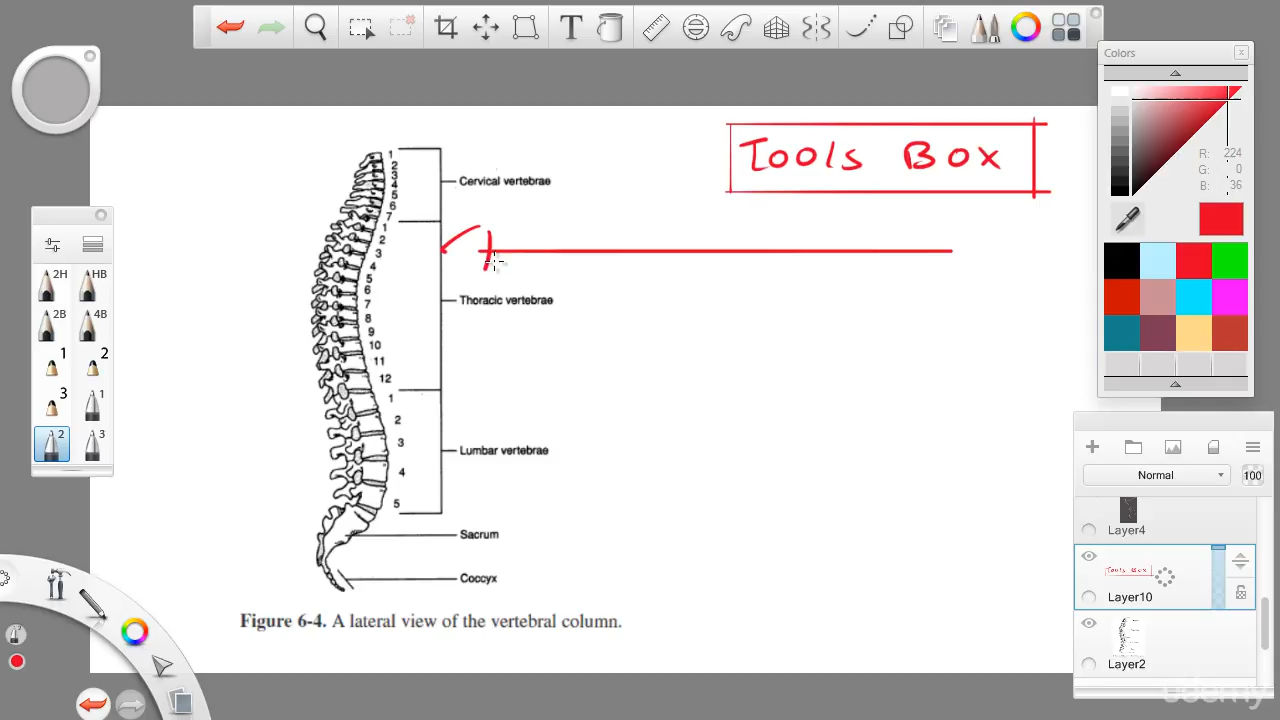 Colors
R: 224
G: 0
B: 36
Tools Box
1
2
3
4
5
6
7
Cervical vertebrae
1
2
3
4
5
6
7
8
9
10
11
12
Thoracic vertebrae
1
2
3
4
5
Lumbar vertebrae
Sacrum
Coccyx
Figure 6-4. A lateral view of the vertebral column.
2H HB
2B 4B
1 2
3 1
2 3
T
Normal 100
Layer4
Tools Box
Layer10
Layer2
udemy